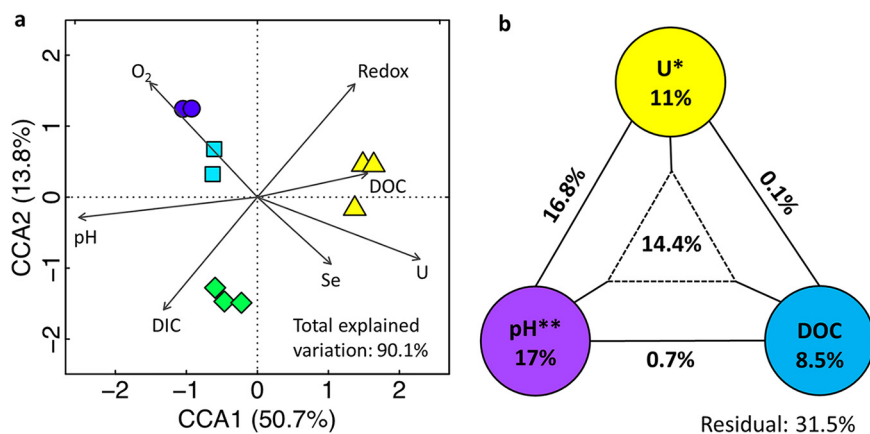 a
CCA2 (13.8%)
2
1
0
−1
−2
O₂
Redox
DOC
pH
U
Se
DIC
Total explained
variation: 90.1%
−2
−1
0
1
2
CCA1 (50.7%)
b
U*
11%
16.8%
0.1%
14.4%
pH**
17%
0.7%
DOC
8.5%
Residual: 31.5%